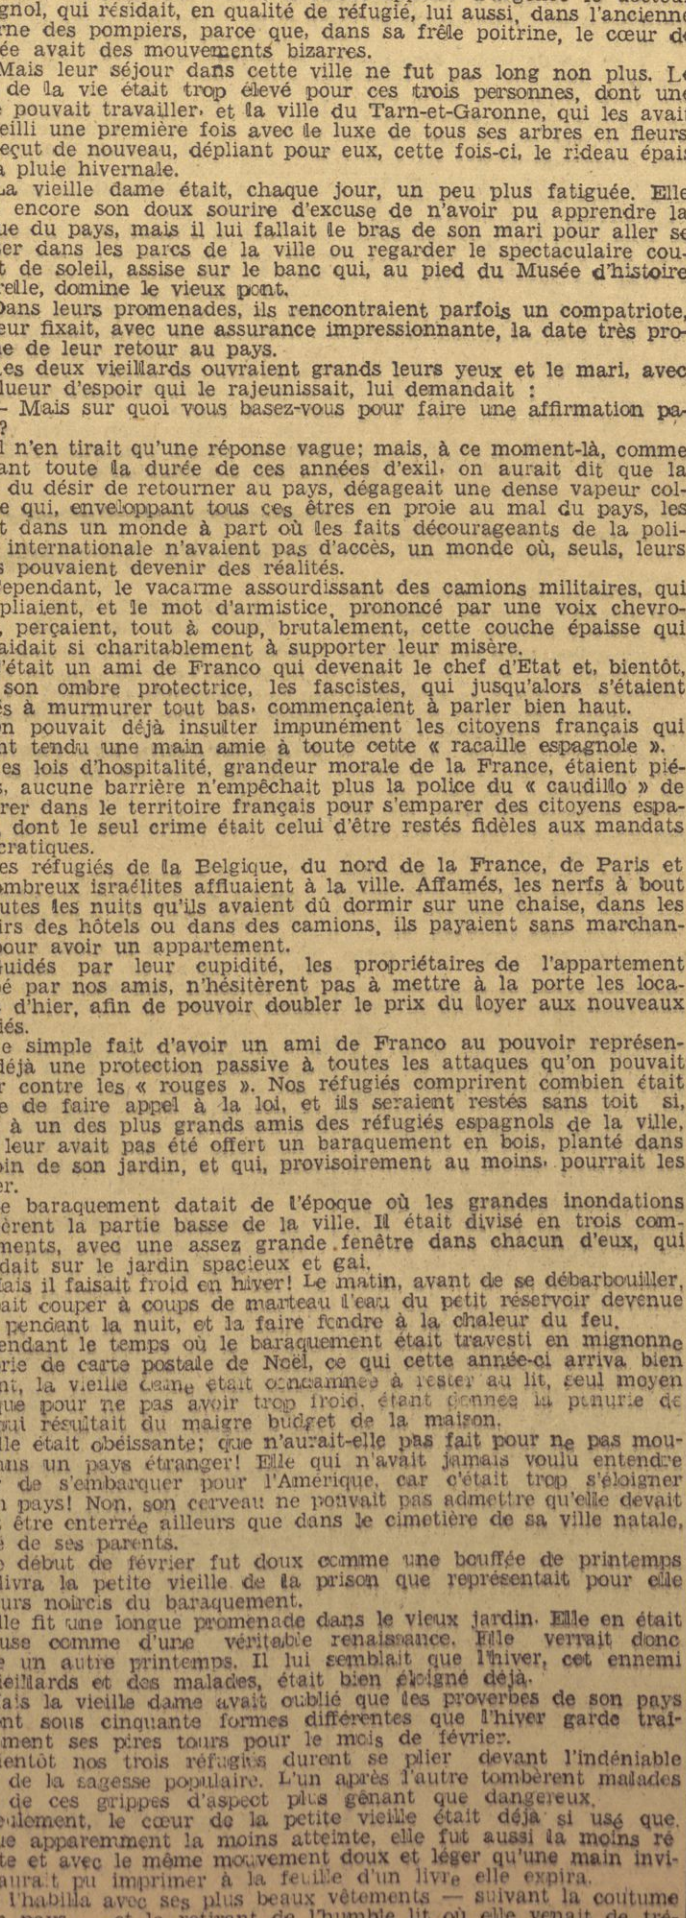 gnol, qui résidait, en qualité de réfugié, lui aussi, dans l'ancienne
rne des pompiers, parce que, dans sa frêle poitrine, le cœur de
ée avait des mouvements bizarres.
Mais leur séjour dans cette ville ne fut pas long non plus. Le
de la vie était trop élevé pour ces trois personnes, dont une
pouvait travailler, et la ville du Tarn-et-Garonne, qui les avait
eilli une première fois avec le luxe de tous ses arbres en fleurs
eçut de nouveau, dépliant pour eux, cette fois-ci, le rideau épais
a pluie hivernale.
La vieille dame était, chaque jour, un peu plus fatiguée. Elle
encore son doux sourire d'excuse de n'avoir pu apprendre la
ue du pays, mais il lui fallait le bras de son mari pour aller se
ser dans les parcs de la ville ou regarder le spectaculaire cou-
t de soleil, assise sur le banc qui, au pied du Musée d'histoire
relle, domine le vieux pont.
Dans leurs promenades, ils rencontraient parfois un compatriote,
eur fixait, avec une assurance impressionnante, la date très pro-
ne de leur retour au pays.
Les deux vieillards ouvraient grands leurs yeux et le mari, avec
lueur d'espoir qui le rajeunissait, lui demandait :
— Mais sur quoi vous basez-vous pour faire une affirmation pa-
?
l n'en tirait qu'une réponse vague; mais, à ce moment-là, comme
ant toute la durée de ces années d'exil, on aurait dit que la
du désir de retourner au pays, dégageait une dense vapeur col-
e qui, enveloppant tous ces êtres en proie au mal du pays, les
t dans un monde à part où les faits décourageants de la poli-
internationale n'avaient pas d'accès, un monde où, seuls, leurs
s pouvaient devenir des réalités.
Cependant, le vacarme assourdissant des camions militaires, qui
pliaient, et le mot d'armistice, prononcé par une voix chevro-
, perçaient, tout à coup, brutalement, cette couche épaisse qui
aidait si charitablement à supporter leur misère.
'était un ami de Franco qui devenait le chef d'Etat et, bientôt,
son ombre protectrice, les fascistes, qui jusqu'alors s'étaient
és à murmurer tout bas, commençaient à parler bien haut.
n pouvait déjà insulter impunément les citoyens français qui
nt tendu une main amie à toute cette « racaille espagnole ».
es lois d'hospitalité, grandeur morale de la France, étaient pié-
s, aucune barrière n'empêchait plus la police du « caudillo » de
rer dans le territoire français pour s'emparer des citoyens espa-
, dont le seul crime était celui d'être restés fidèles aux mandats
cratiques.
es réfugiés de la Belgique, du nord de la France, de Paris et
ombreux israélites affluaient à la ville. Affamés, les nerfs à bout
outes les nuits qu'ils avaient dû dormir sur une chaise, dans les
irs des hôtels ou dans des camions, ils payaient sans marchan-
pour avoir un appartement.
uidés par leur cupidité, les propriétaires de l'appartement
pé par nos amis, n'hésitèrent pas à mettre à la porte les loca-
d'hier, afin de pouvoir doubler le prix du loyer aux nouveaux
iés.
e simple fait d'avoir un ami de Franco au pouvoir représen-
déjà une protection passive à toutes les attaques qu'on pouvait
r contre les « rouges ». Nos réfugiés comprirent combien était
e de faire appel à la loi, et ils seraient restés sans toit si,
à un des plus grands amis des réfugiés espagnols de la ville,
leur avait pas été offert un baraquement en bois, planté dans
oin de son jardin, et qui, provisoirement au moins, pourrait les
er.
e baraquement datait de l'époque où les grandes inondations
èrent la partie basse de la ville. Il était divisé en trois com-
ments, avec une assez grande fenêtre dans chacun d'eux, qui
dait sur le jardin spacieux et gai.
Mais il faisait froid en hiver! Le matin, avant de se débarbouiller,
ait couper à coups de marteau l'eau du petit réservoir devenue
pendant la nuit, et la faire fondre à la chaleur du feu.
endant le temps où le baraquement était travesti en mignonne
rie de carte postale de Noël, ce qui cette année-ci arriva bien
nt, la vieille dame était condamnée à rester au lit, seul moyen
que pour ne pas avoir trop froid, étant donnée la pénurie de
qui résultait du maigre budget de la maison.
lle était obéissante; que n'aurait-elle pas fait pour ne pas mou-
ans un pays étranger! Elle qui n'avait jamais voulu entendre
de s'embarquer pour l'Amérique, car c'était trop s'éloigner
n pays! Non, son cerveau ne pouvait pas admettre qu'elle devait
être enterrée ailleurs que dans le cimetière de sa ville natale,
é de ses parents.
e début de février fut doux comme une bouffée de printemps
livra la petite vieille de la prison que représentait pour elle
urs noircis du baraquement.
lle fit une longue promenade dans le vieux jardin. Elle en était
use comme d'une véritable renaissance. Elle verrait donc
e un autre printemps. Il lui semblait que l'hiver, cet ennemi
ieillards et des malades, était bien éloigné déjà.
ais la vieille dame avait oublié que les proverbes de son pays
nt sous cinquante formes différentes que l'hiver garde traî-
ment ses pires tours pour le mois de février.
ientôt nos trois réfugiés durent se plier devant l'indéniable
de la sagesse populaire. L'un après l'autre tombèrent malades
de ces grippes d'aspect plus gênant que dangereux.
eulement, le cœur de la petite vieille était déjà si usé que,
ue apparemment la moins atteinte, elle fut aussi la moins ré
te et avec le même mouvement doux et léger qu'une main invi-
aurait pu imprimer à la feuille d'un livre elle expira.
l'habilla avec ses plus beaux vêtements — suivant la coutume
pays — et le retirant de l'humble lit où elle venait de tré-